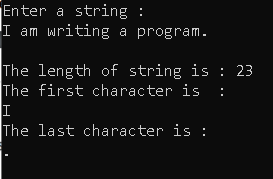 Enter a string :
I am writing a program.
The length of string is : 23
The first character is  :
I
The last character is :
.